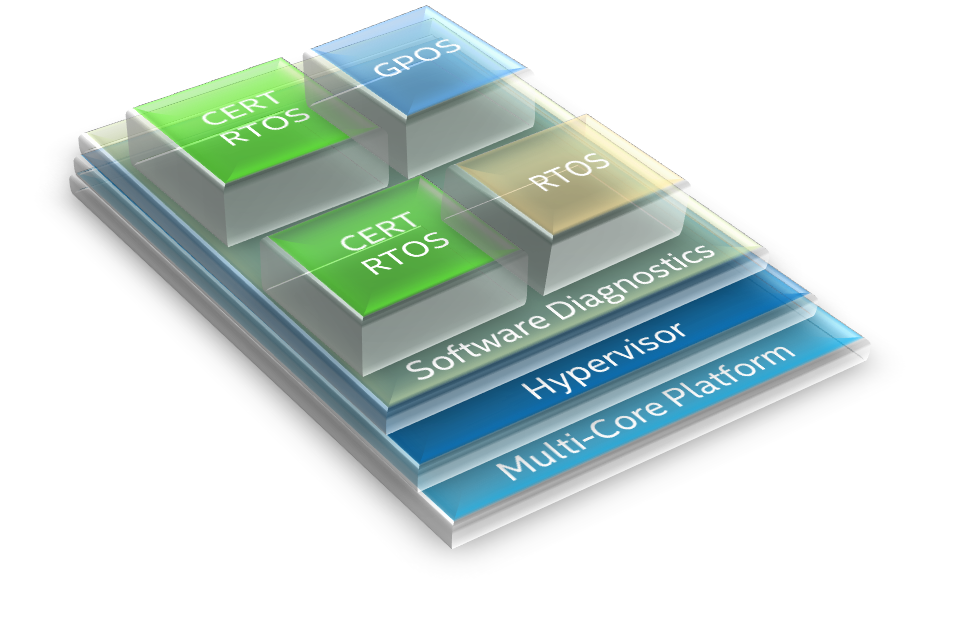 GPOS
CERT
RTOS
RTOS
CERT
RTOS
Software Diagnostics
Hypervisor
Multi-Core Platform